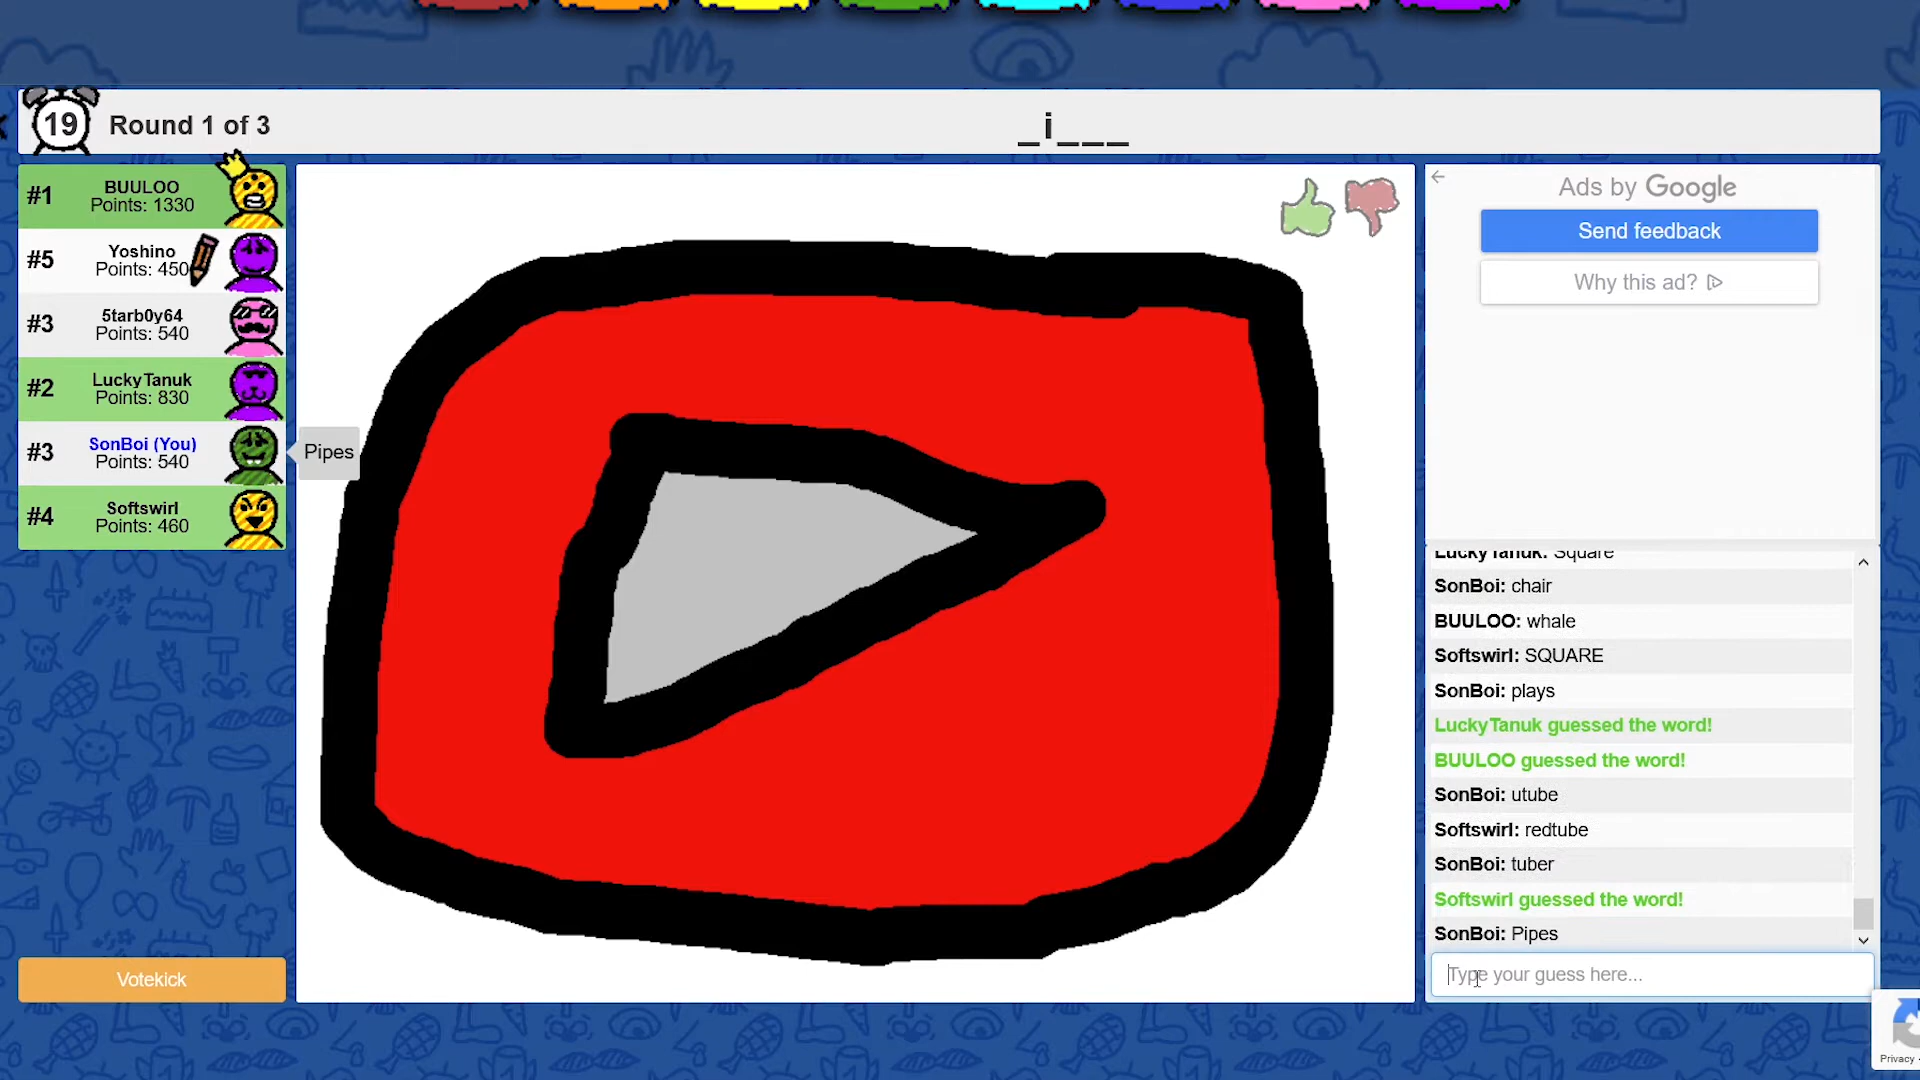 19
Round 1 of 3
_i___
#1
BUULOO
Points: 1330
#5
Yoshino
Points: 450
#3
5tarb0y64
Points: 540
#2
LuckyTanuk
Points: 830
#3
SonBoi (You)
Points: 540
Pipes
#4
Softswirl
Points: 460
Votekick
Ads by Google
Send feedback
Why this ad?
LuckyTanuk: Square
SonBoi: chair
BUULOO: whale
Softswirl: SQUARE
SonBoi: plays
LuckyTanuk guessed the word!
BUULOO guessed the word!
SonBoi: utube
Softswirl: redtube
SonBoi: tuber
Softswirl guessed the word!
SonBoi: Pipes
Type your guess here...
Privacy -